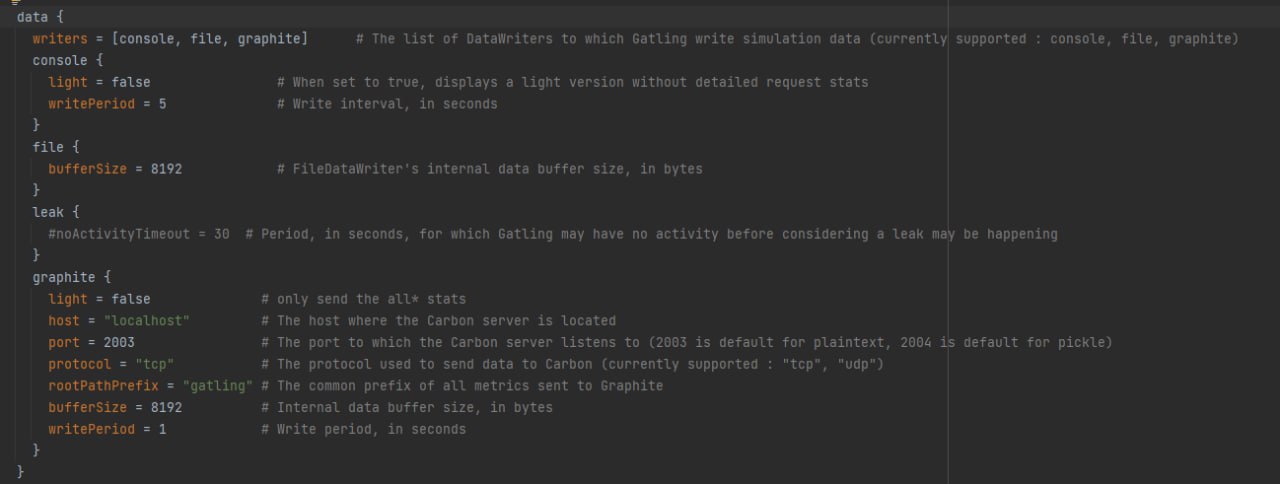 data {
  writers = [console, file, graphite]      # The list of DataWriters to which Gatling write simulation data (currently supported : console, file, graphite)
  console {
    light = false                # When set to true, displays a light version without detailed request stats
    writePeriod = 5              # Write interval, in seconds
  }
  file {
    bufferSize = 8192            # FileDataWriter's internal data buffer size, in bytes
  }
  leak {
    #noActivityTimeout = 30  # Period, in seconds, for which Gatling may have no activity before considering a leak may be happening
  }
  graphite {
    light = false              # only send the all* stats
    host = "localhost"         # The host where the Carbon server is located
    port = 2003                # The port to which the Carbon server listens to (2003 is default for plaintext, 2004 is default for pickle)
    protocol = "tcp"           # The protocol used to send data to Carbon (currently supported : "tcp", "udp")
    rootPathPrefix = "gatling" # The common prefix of all metrics sent to Graphite
    bufferSize = 8192          # Internal data buffer size, in bytes
    writePeriod = 1            # Write period, in seconds
  }
}